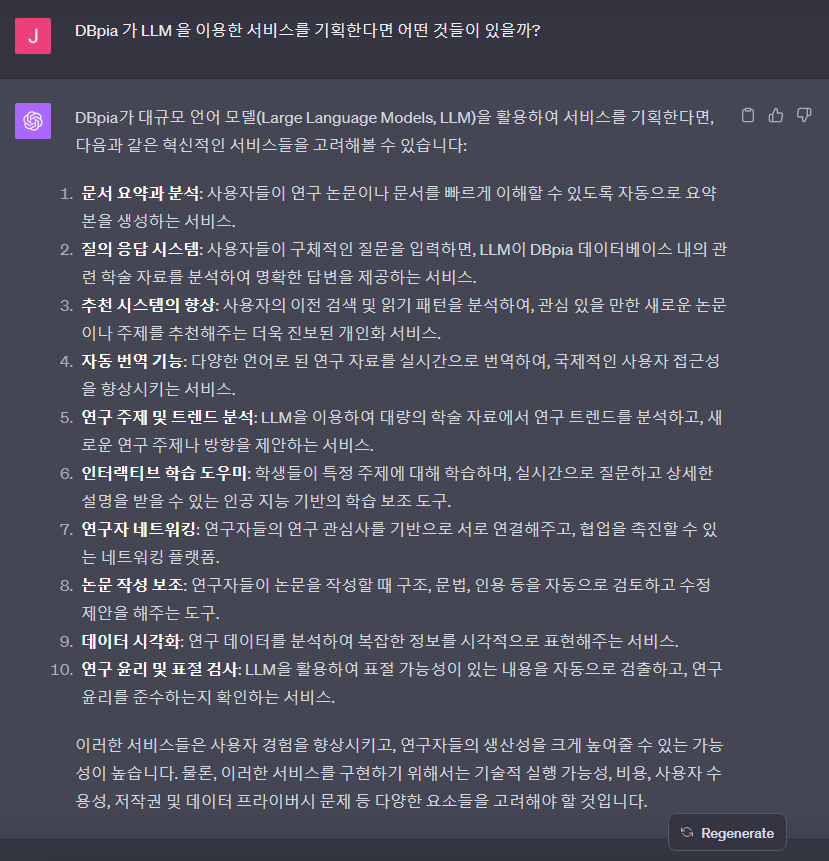 J
DBpia 가 LLM 을 이용한 서비스를 기획한다면 어떤 것들이 있을까?
DBpia가 대규모 언어 모델(Large Language Models, LLM)을 활용하여 서비스를 기획한다면,
다음과 같은 혁신적인 서비스들을 고려해볼 수 있습니다:
1. 문서 요약과 분석: 사용자들이 연구 논문이나 문서를 빠르게 이해할 수 있도록 자동으로 요약
본을 생성하는 서비스.
2. 질의 응답 시스템: 사용자들이 구체적인 질문을 입력하면, LLM이 DBpia 데이터베이스 내의 관
련 학술 자료를 분석하여 명확한 답변을 제공하는 서비스.
3. 추천 시스템의 향상: 사용자의 이전 검색 및 읽기 패턴을 분석하여, 관심 있을 만한 새로운 논문
이나 주제를 추천해주는 더욱 진보된 개인화 서비스.
4. 자동 번역 기능: 다양한 언어로 된 연구 자료를 실시간으로 번역하여, 국제적인 사용자 접근성
을 향상시키는 서비스.
5. 연구 주제 및 트렌드 분석: LLM을 이용하여 대량의 학술 자료에서 연구 트렌드를 분석하고, 새
로운 연구 주제나 방향을 제안하는 서비스.
6. 인터랙티브 학습 도우미: 학생들이 특정 주제에 대해 학습하며, 실시간으로 질문하고 상세한
설명을 받을 수 있는 인공 지능 기반의 학습 보조 도구.
7. 연구자 네트워킹: 연구자들의 연구 관심사를 기반으로 서로 연결해주고, 협업을 촉진할 수 있
는 네트워킹 플랫폼.
8. 논문 작성 보조: 연구자들이 논문을 작성할 때 구조, 문법, 인용 등을 자동으로 검토하고 수정
제안을 해주는 도구.
9. 데이터 시각화: 연구 데이터를 분석하여 복잡한 정보를 시각적으로 표현해주는 서비스.
10. 연구 윤리 및 표절 검사: LLM을 활용하여 표절 가능성이 있는 내용을 자동으로 검출하고, 연구
윤리를 준수하는지 확인하는 서비스.
이러한 서비스들은 사용자 경험을 향상시키고, 연구자들의 생산성을 크게 높여줄 수 있는 가능
성이 높습니다. 물론, 이러한 서비스를 구현하기 위해서는 기술적 실행 가능성, 비용, 사용자 수
용성, 저작권 및 데이터 프라이버시 문제 등 다양한 요소들을 고려해야 할 것입니다.
Regenerate